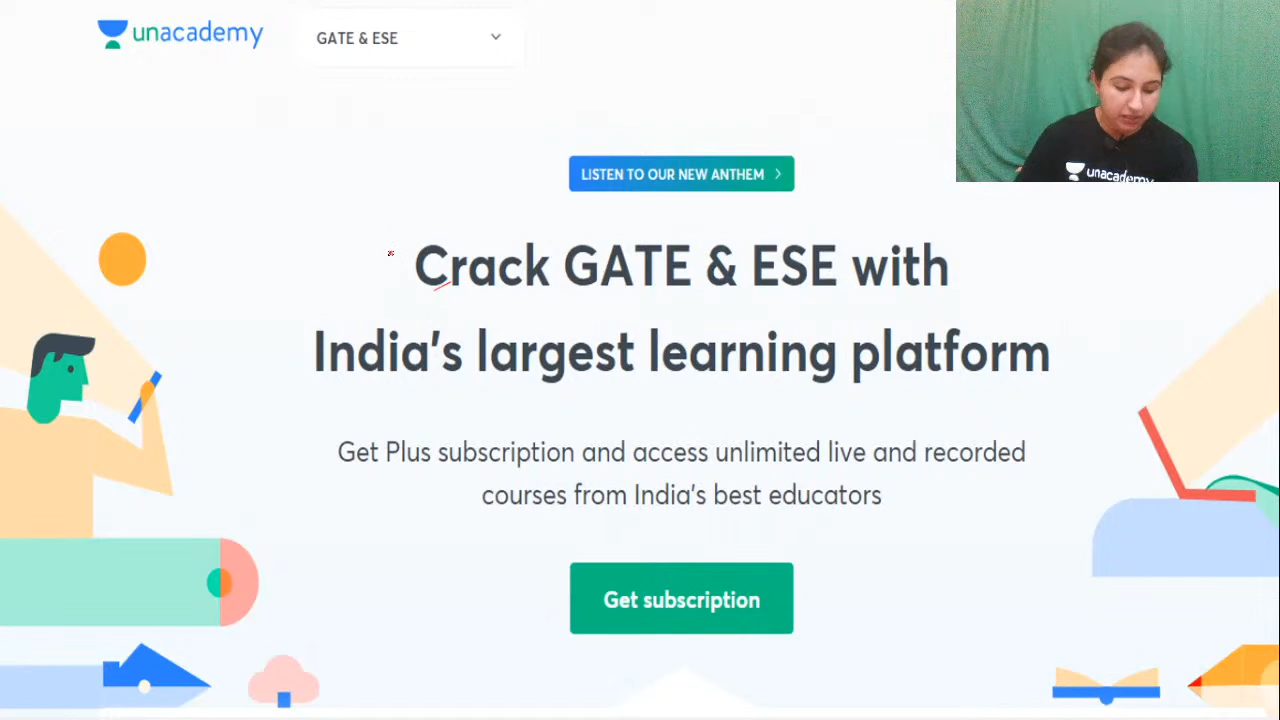 unacademy
GATE & ESE
unacademy
LISTEN TO OUR NEW ANTHEM
Crack GATE & ESE with
India's largest learning platform
Get Plus subscription and access unlimited live and recorded
courses from India's best educators
Get subscription